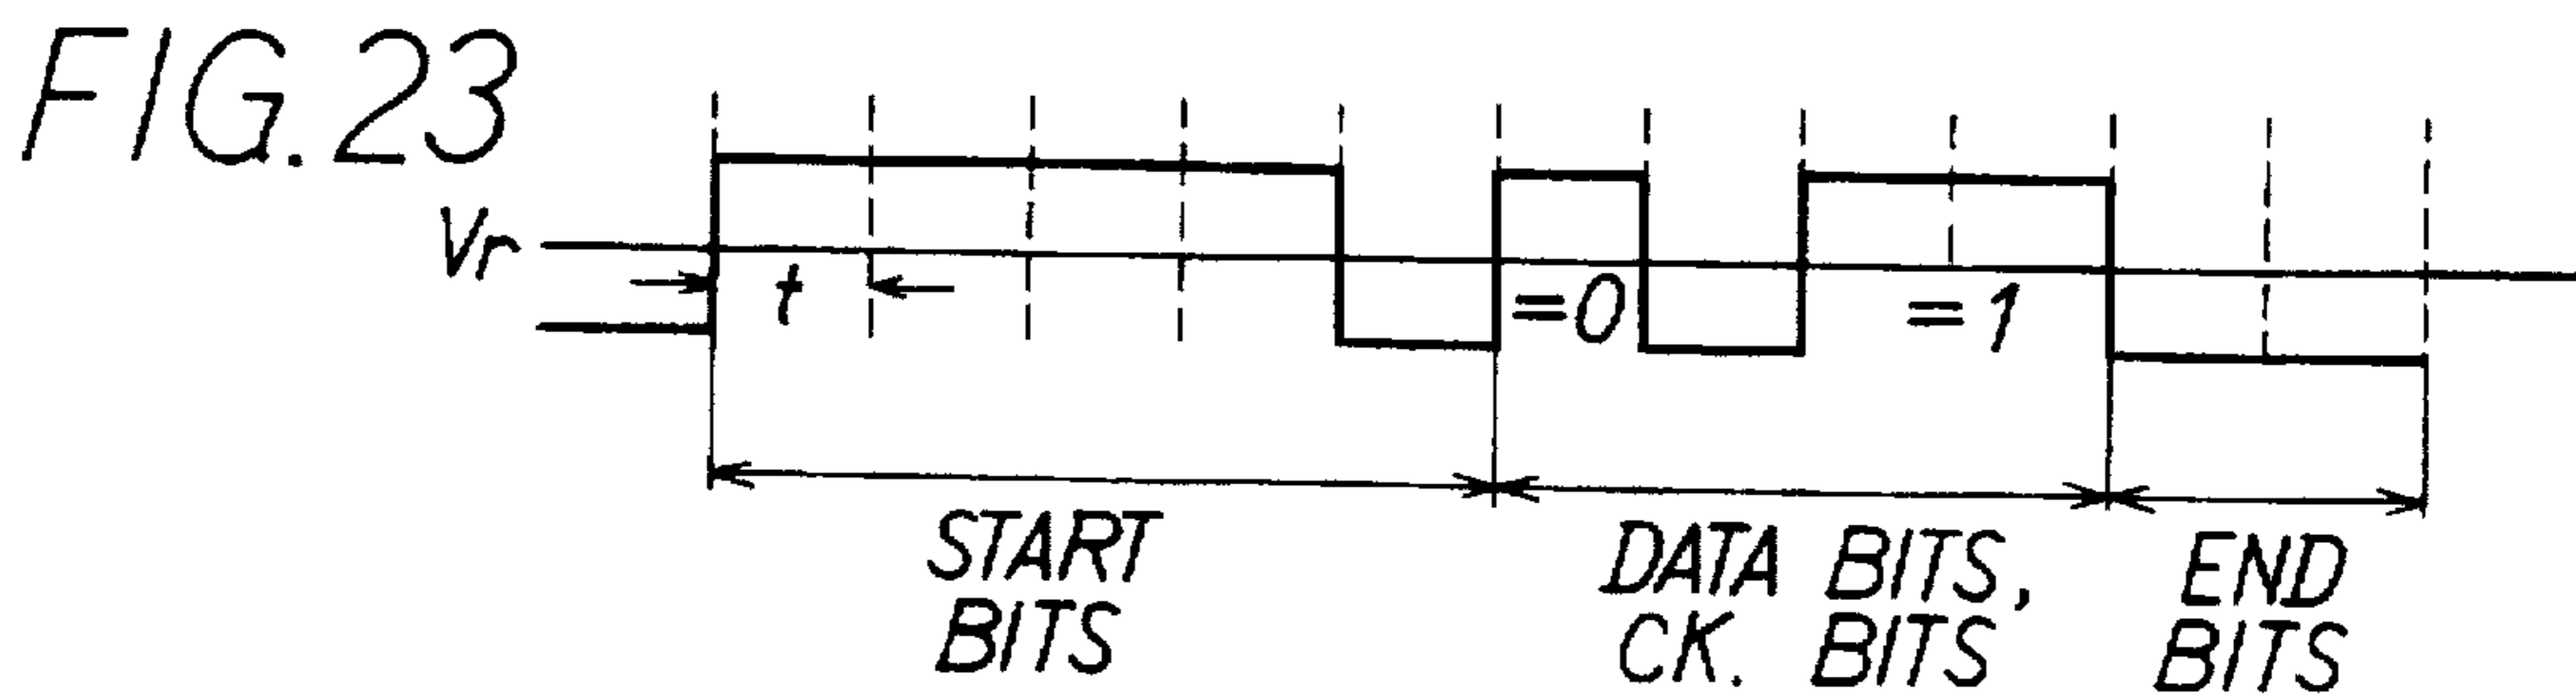 FIG. 23
Vr
t
=0
=1
START
BITS
DATA BITS,
CK. BITS
END
BITS